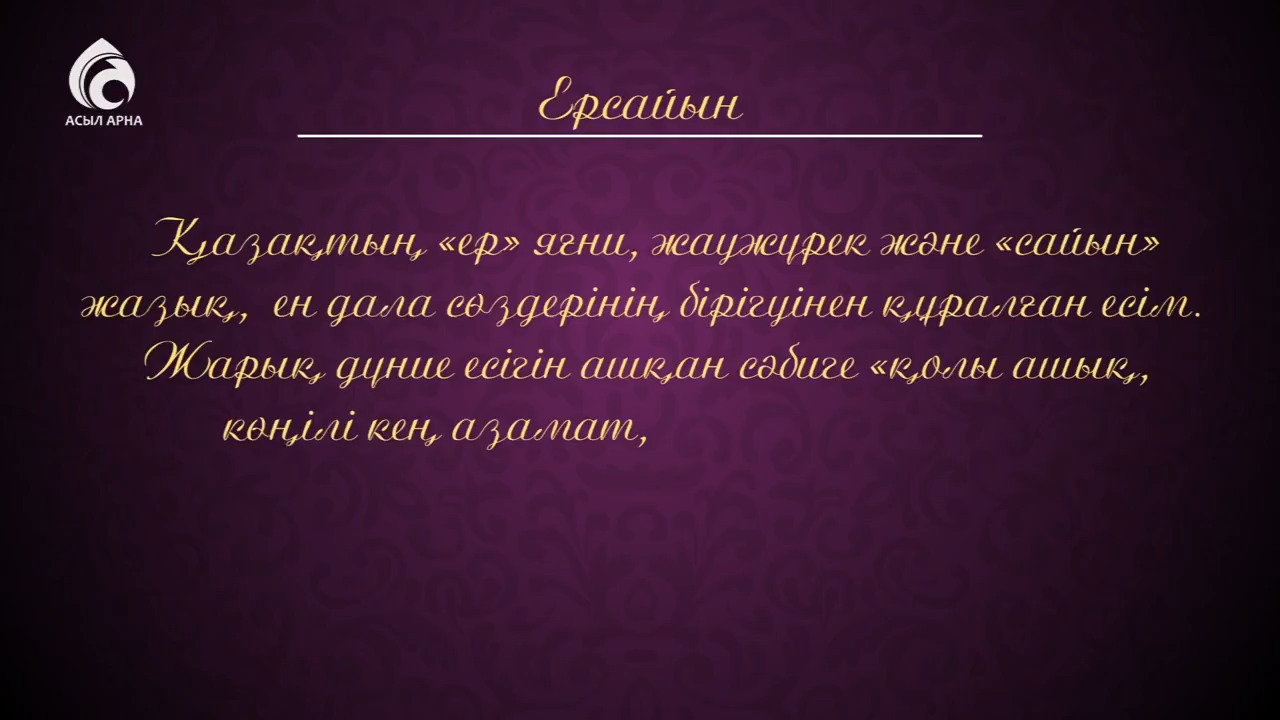 АСЫЛ АРНА
Ерсайын
Қазақтың «ер» яғни, жаужүрек және «сайын»
жазық, ен дала сөздерінің бірігуінен құралған есім.
Жарық дүние есігін ашқан сәбиге «қолы ашық,
көңілі кең азамат,